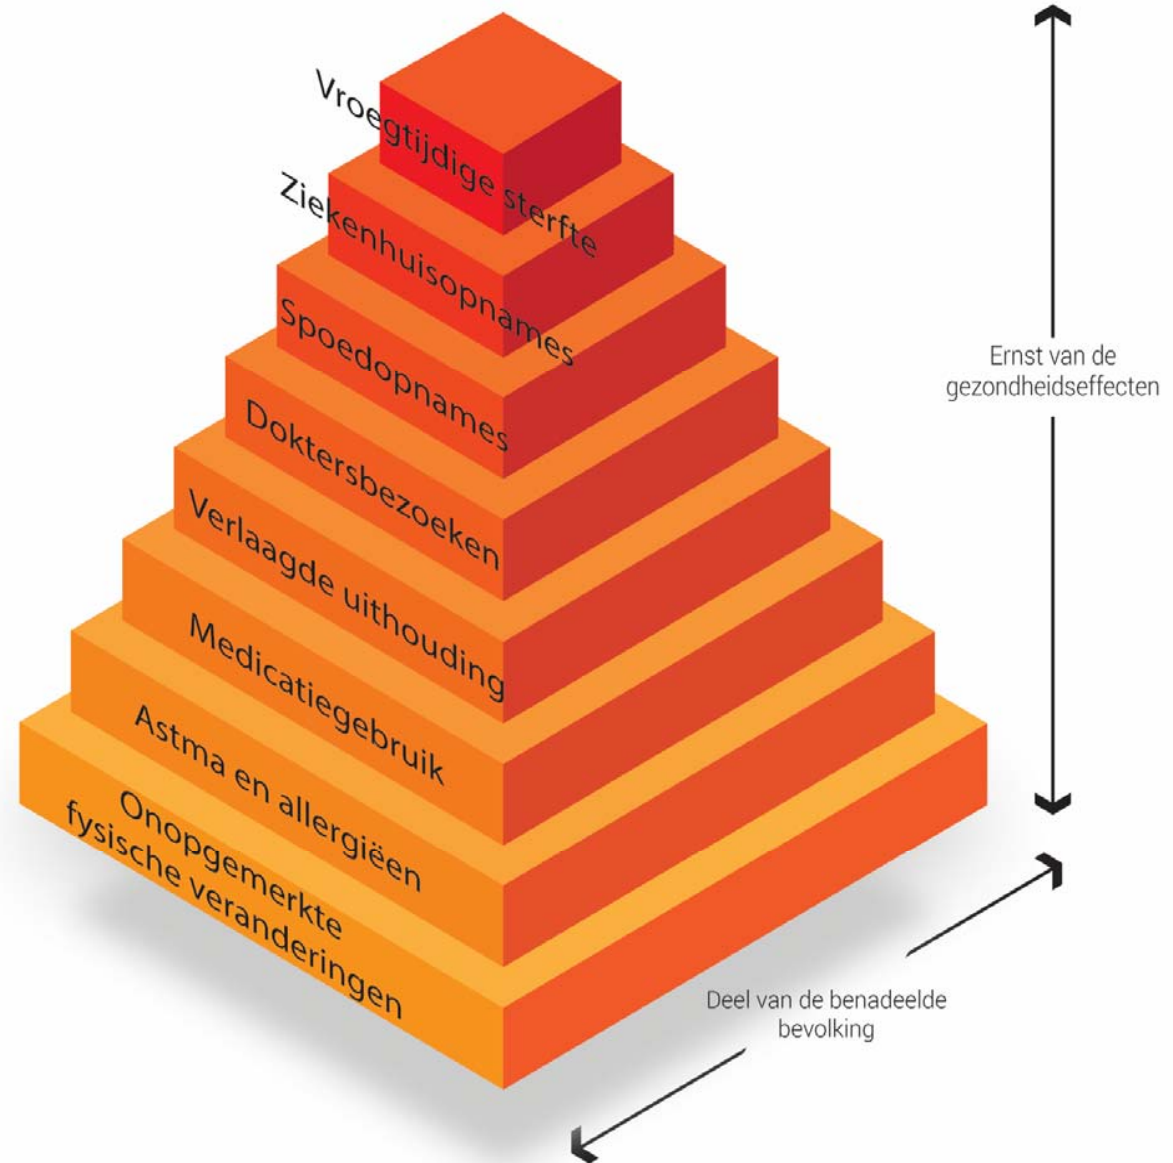 Vroegtijdige sterfte
Ziekenhuisopnames
Spoedopnames
Doktersbezoeken
Verlaagde uithouding
Medicatiegebruik
Astma en allergiëen
Onopgemerkte
fysische veranderingen
Ernst van de
gezondheidseffecten
Deel van de benadeelde
bevolking